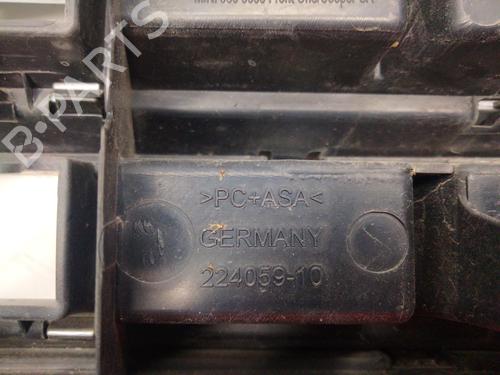 B-PARTS
>PC+ASA<
GERMANY
224059-10